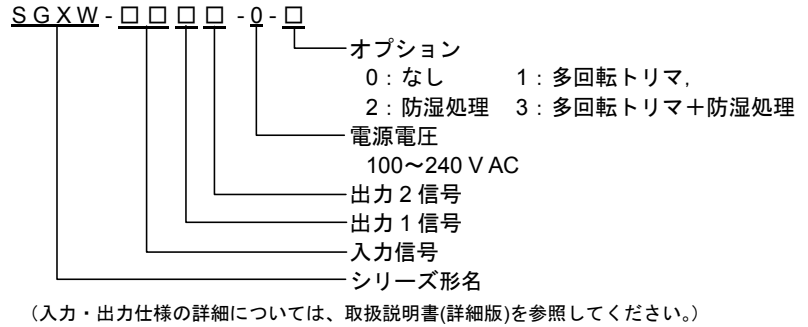 SGXW-□□□□-0-□
オプション
0：なし　1：多回転トリマ,
2：防湿処理　3：多回転トリマ＋防湿処理
電源電圧
100～240 V AC
出力2信号
出力1信号
入力信号
シリーズ形名
（入力・出力仕様の詳細については、取扱説明書(詳細版)を参照してください。）